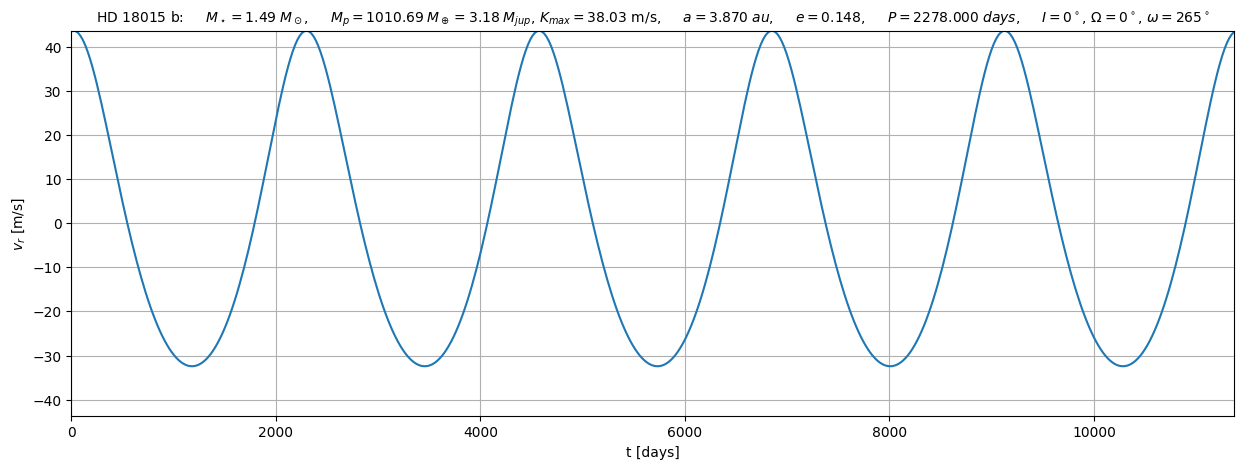 HD 18015 b: M⋆ = 1.49 M⊙, Mp = 1010.69 M⊕ = 3.18 Mjup, Kmax = 38.03 m/s, a = 3.870 au, e = 0.148, P = 2278.000 days, I = 0°, Ω = 0°, ω = 265°
40
30
20
10
0
−10
−20
−30
−40
vr [m/s]
0 2000 4000 6000 8000 10000
t [days]